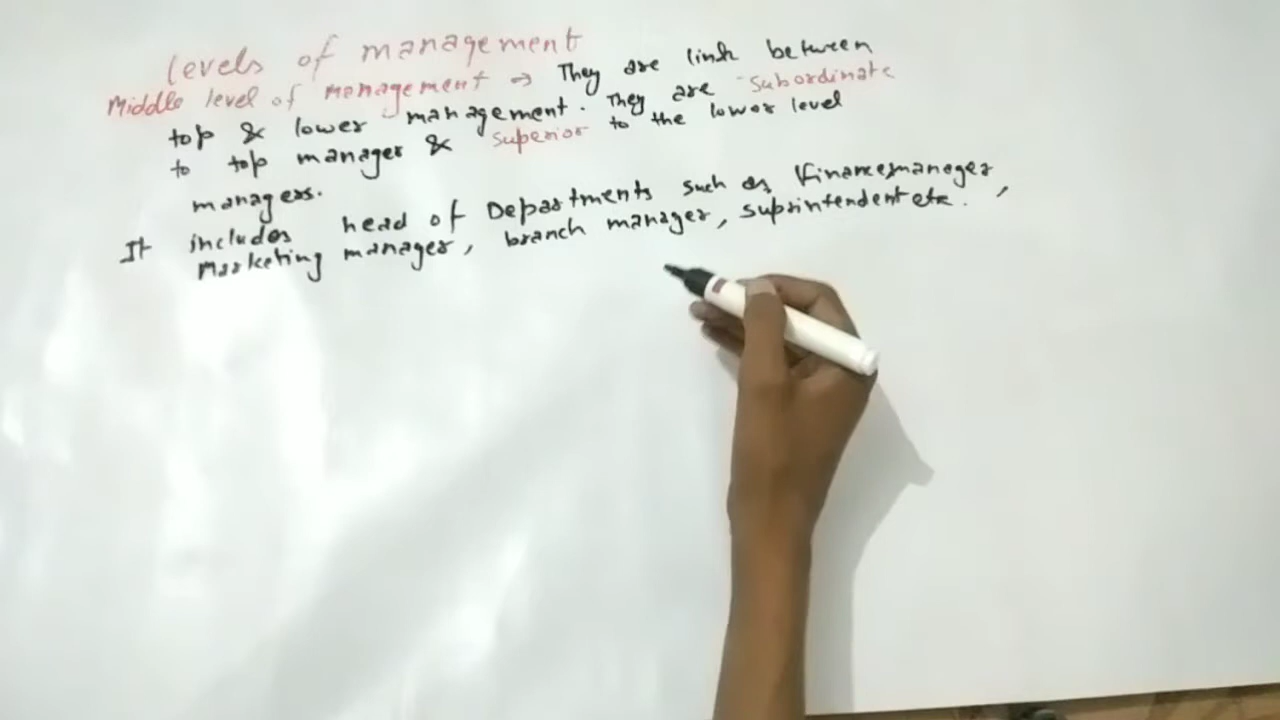 levels of management
Middle level of management → They are link between
top & lower management. They are subordinate
to top manager & superior to the lower level
managers.
It includes head of Departments such as Financemanager,
Marketing manager, branch manager, suprintendent etc.